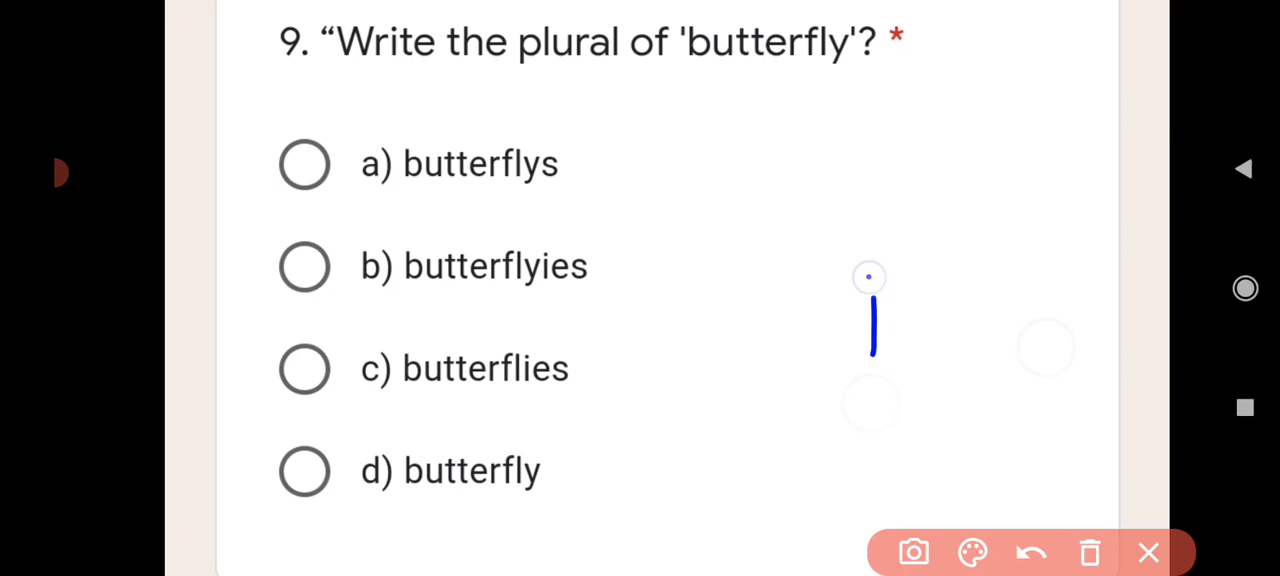 9. “Write the plural of 'butterfly'? *
a) butterflys
b) butterflyies
c) butterflies
d) butterfly